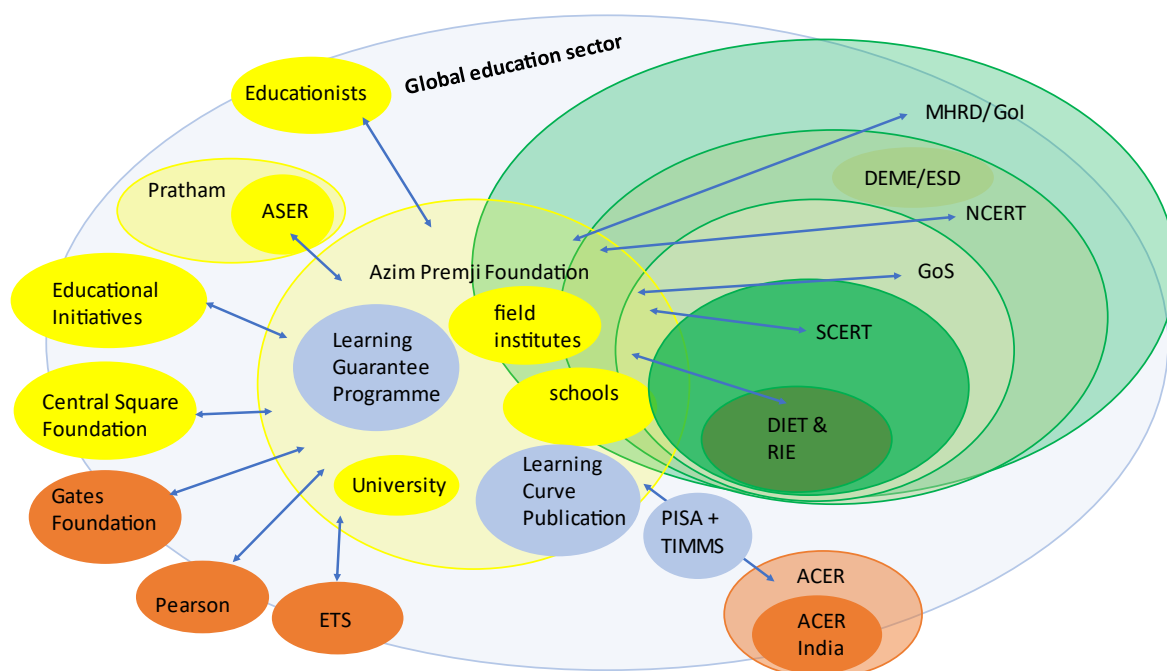 Global education sector
Educationists
MHRD/GoI
Pratham
ASER
DEME/ESD
NCERT
Azim Premji Foundation
GoS
Educational
Initiatives
field
institutes
Learning
Guarantee
Programme
SCERT
schools
Central Square
Foundation
DIET &
RIE
Learning
Curve
Publication
University
Gates
Foundation
PISA +
TIMMS
ACER
Pearson
ETS
ACER
India